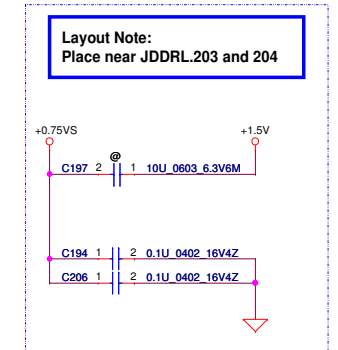 Layout Note:
Place near JDDRL.203 and 204
+0.75VS
+1.5V
@
C197 2 1 10U_0603_6.3V6M
C194 1 2 0.1U_0402_16V4Z
C206 1 2 0.1U_0402_16V4Z